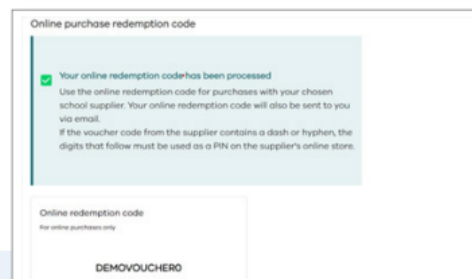 Online purchase redemption code
Your online redemption code has been processed
Use the online redemption code for purchases with your chosen
school supplier. Your online redemption code will also be sent to you
via email.
If the voucher code from the supplier contains a dash or hyphen, the
digits that follow must be used as a PIN on the supplier's online store.
Online redemption code
For online purchases only
DEMOVOUCHER0